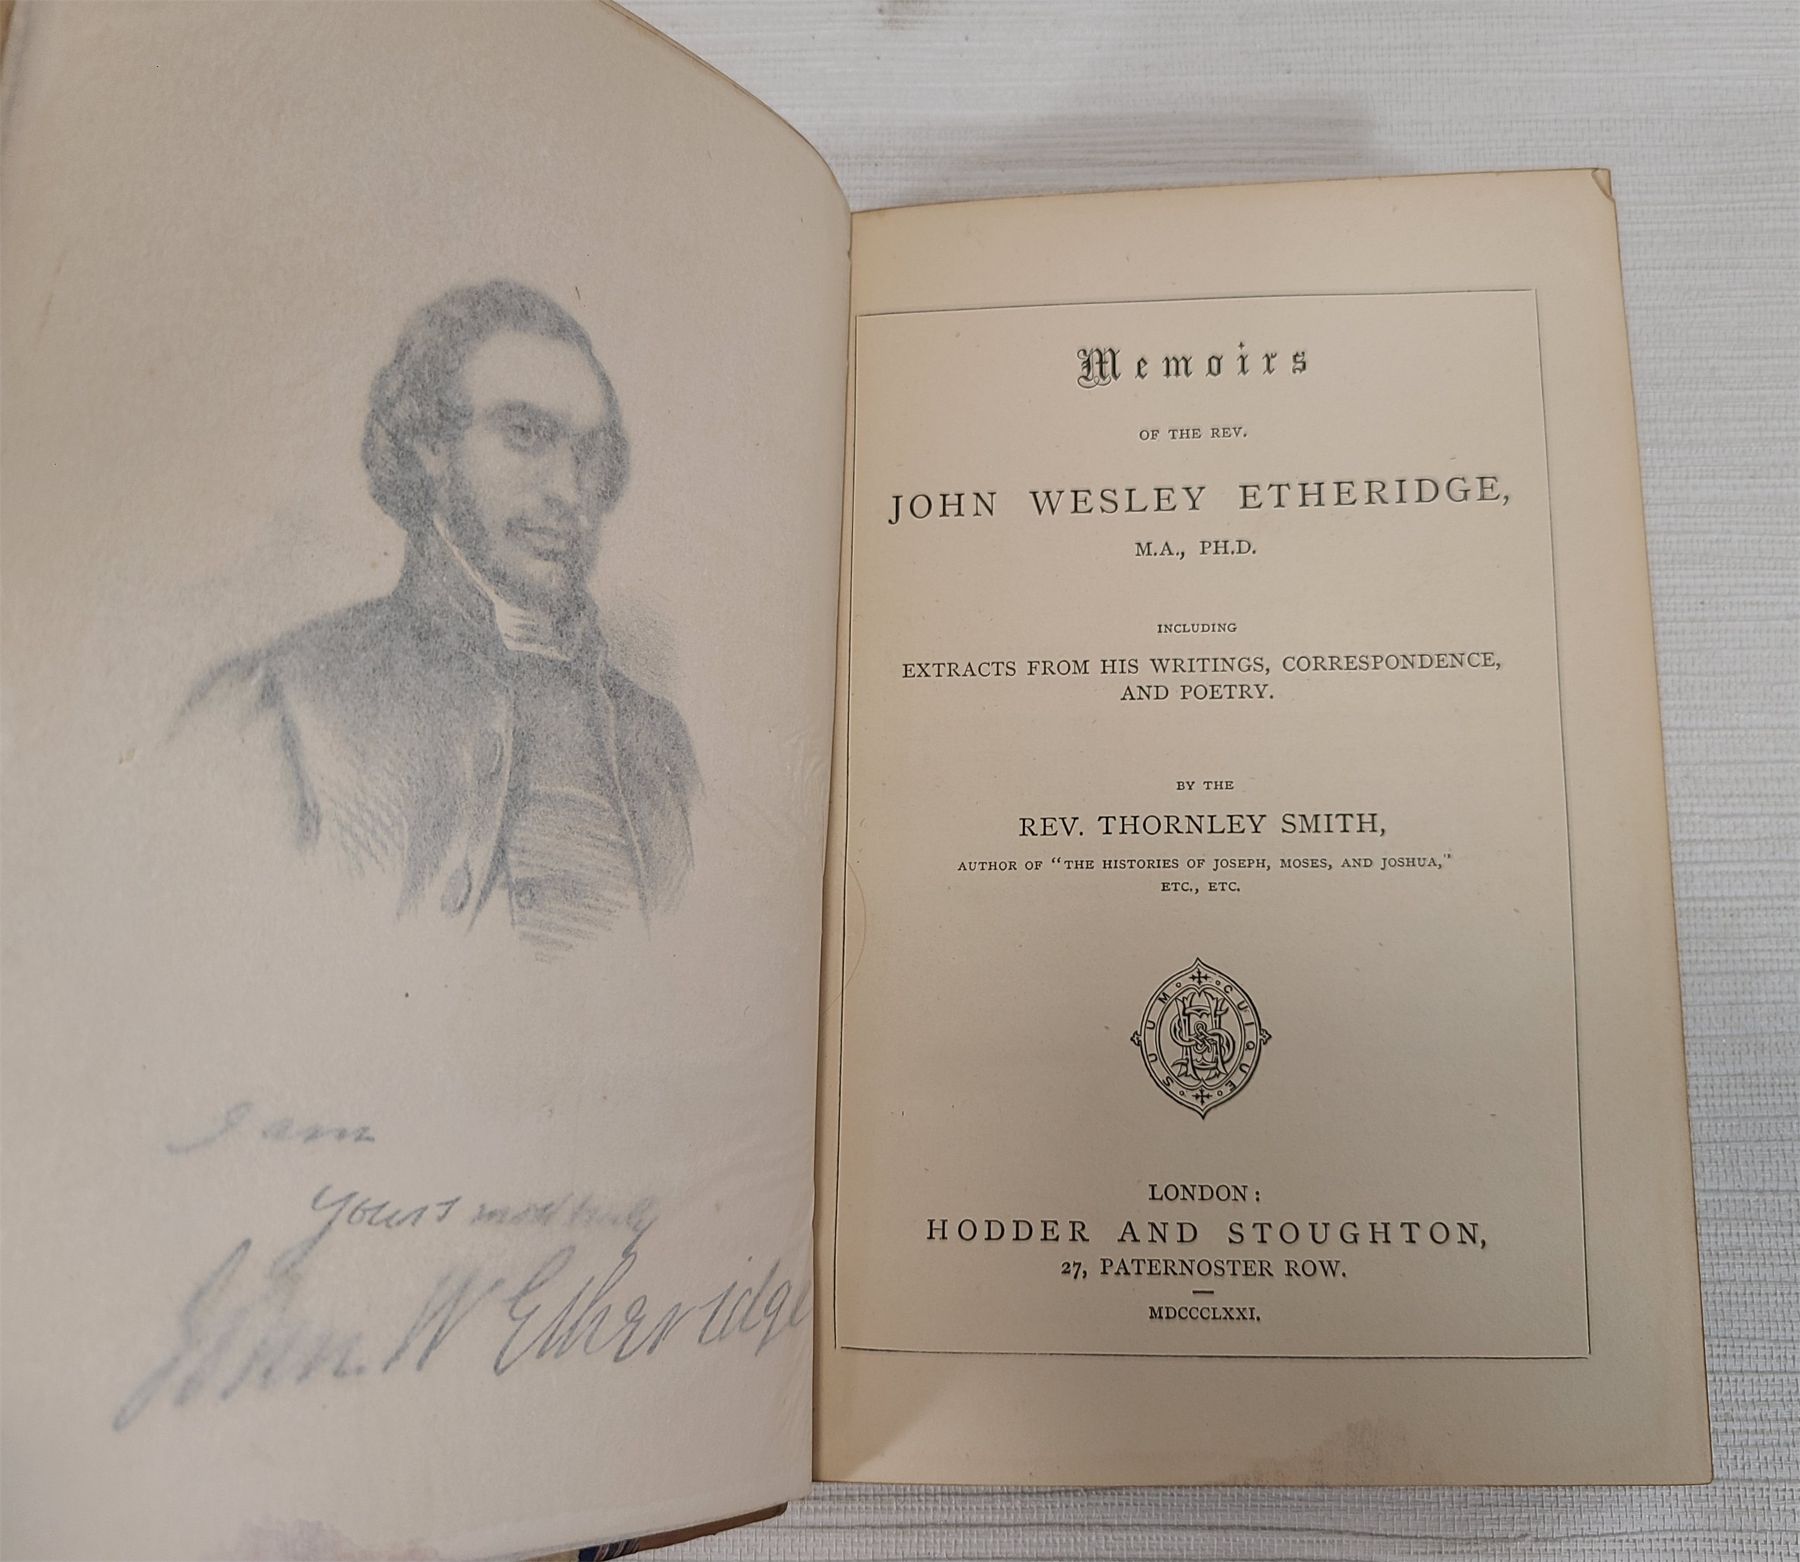 I am
yours most truly
John W Etheridge
Memoirs
OF THE REV.
JOHN WESLEY ETHERIDGE,
M.A., PH.D.
INCLUDING
EXTRACTS FROM HIS WRITINGS, CORRESPONDENCE,
AND POETRY.
BY THE
REV. THORNLEY SMITH,
AUTHOR OF "THE HISTORIES OF JOSEPH, MOSES, AND JOSHUA,"
ETC., ETC.
SUUM CUIQUE
HS
LONDON:
HODDER AND STOUGHTON,
27, PATERNOSTER ROW.
MDCCCLXXI.